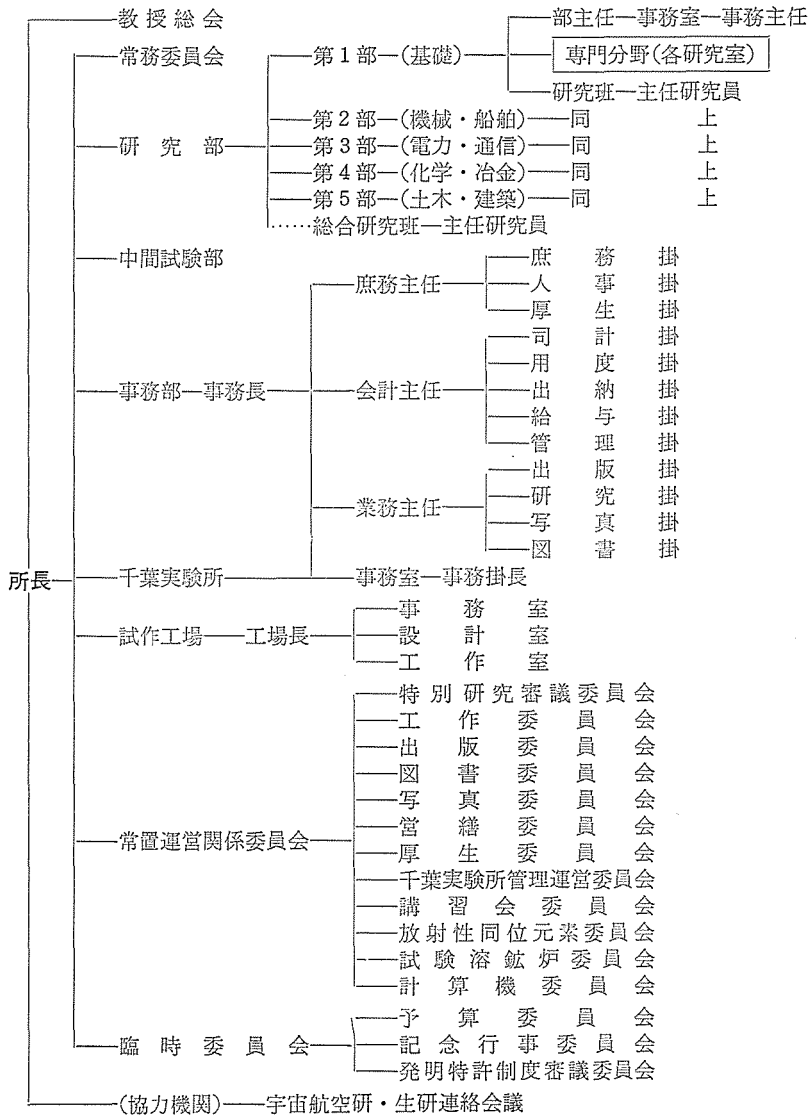 教授総会
部主任―事務室―事務主任
常務委員会
第1部―(基礎)
専門分野(各研究室)
研究班―主任研究員
研究部
第2部―(機械・船舶)―同上
第3部―(電力・通信)―同上
第4部―(化学・冶金)―同上
第5部―(土木・建築)―同上
……総合研究班―主任研究員
中間試験部
庶務掛
庶務主任
人事掛
厚生掛
司計掛
用度掛
事務部―事務長
会計主任
出納掛
給与掛
管理掛
出版掛
業務主任
研究掛
写真掛
図書掛
所長
千葉実験所
事務室―事務掛長
事務室
試作工場―工場長
設計室
工作室
特別研究審議委員会
工作委員会
出版委員会
図書委員会
写真委員会
常置運営関係委員会
営繕委員会
厚生委員会
千葉実験所管理運営委員会
講習会委員会
放射性同位元素委員会
試験溶鉱炉委員会
計算機委員会
予算委員会
臨時委員会
記念行事委員会
発明特許制度審議委員会
(協力機関)―宇宙航空研・生研連絡会議